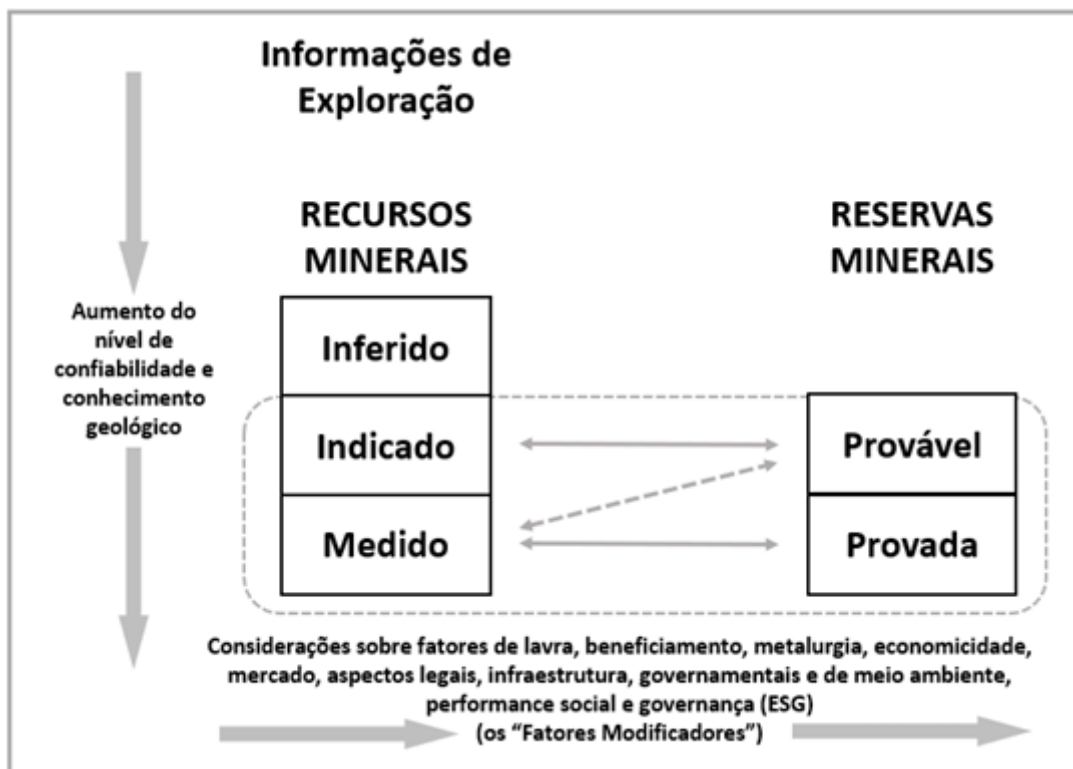 Informações de
Exploração
RECURSOS
MINERAIS
RESERVAS
MINERAIS
Aumento do
nível de
confiabilidade e
conhecimento
geológico
Inferido
Indicado
Medido
Provável
Provada
Considerações sobre fatores de lavra, beneficiamento, metalurgia, economicidade,
mercado, aspectos legais, infraestrutura, governamentais e de meio ambiente,
performance social e governança (ESG)
(os “Fatores Modificadores”)